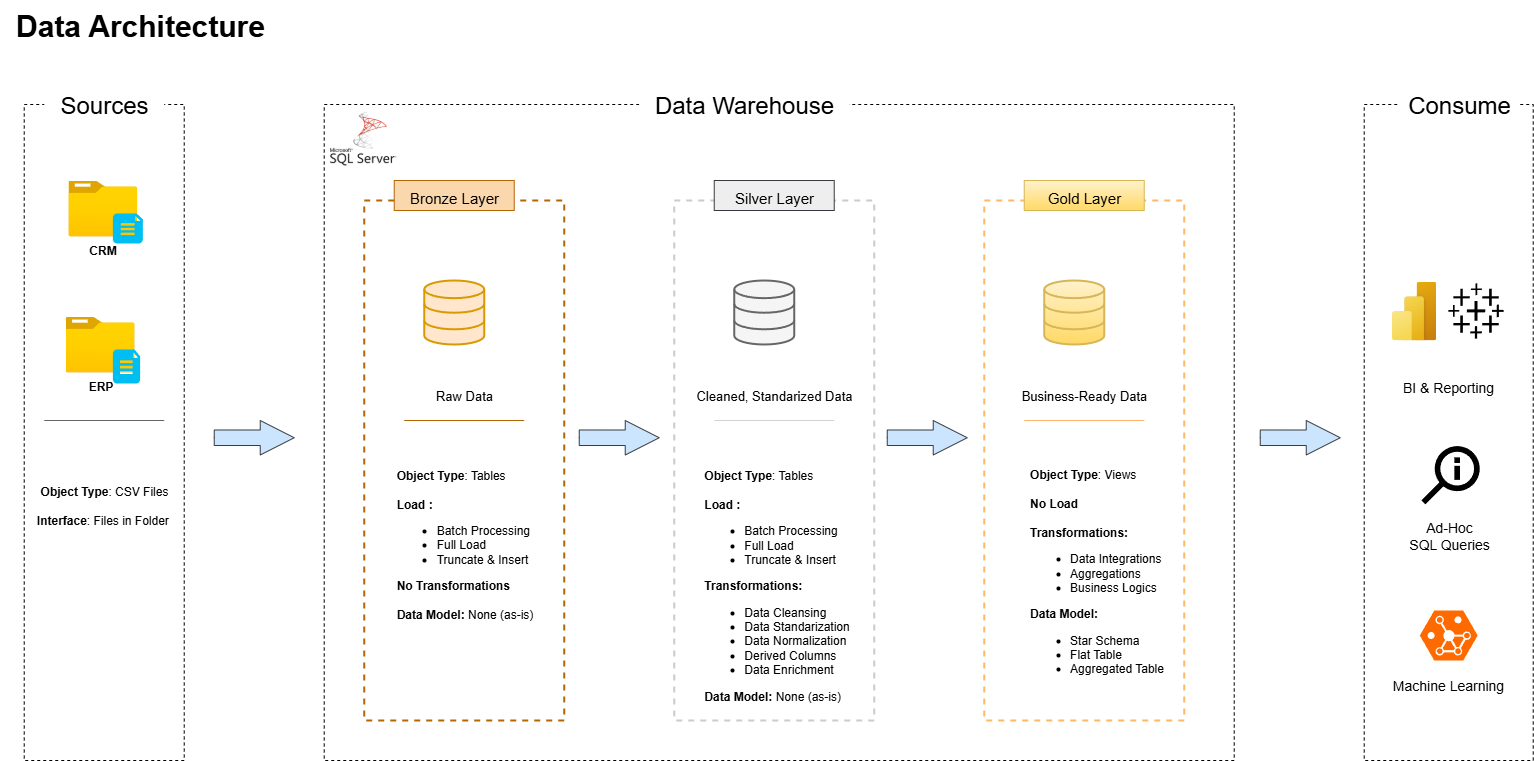 Data Architecture
Sources
CRM
ERP
Object Type: CSV Files
Interface: Files in Folder
Data Warehouse
Microsoft®
SQL Server
Bronze Layer
Raw Data
Object Type: Tables
Load :
• Batch Processing
• Full Load
• Truncate & Insert
No Transformations
Data Model: None (as-is)
Silver Layer
Cleaned, Standarized Data
Object Type: Tables
Load :
• Batch Processing
• Full Load
• Truncate & Insert
Transformations:
• Data Cleansing
• Data Standarization
• Data Normalization
• Derived Columns
• Data Enrichment
Data Model: None (as-is)
Gold Layer
Business-Ready Data
Object Type: Views
No Load
Transformations:
• Data Integrations
• Aggregations
• Business Logics
Data Model:
• Star Schema
• Flat Table
• Aggregated Table
Consume
BI & Reporting
Ad-Hoc
SQL Queries
Machine Learning